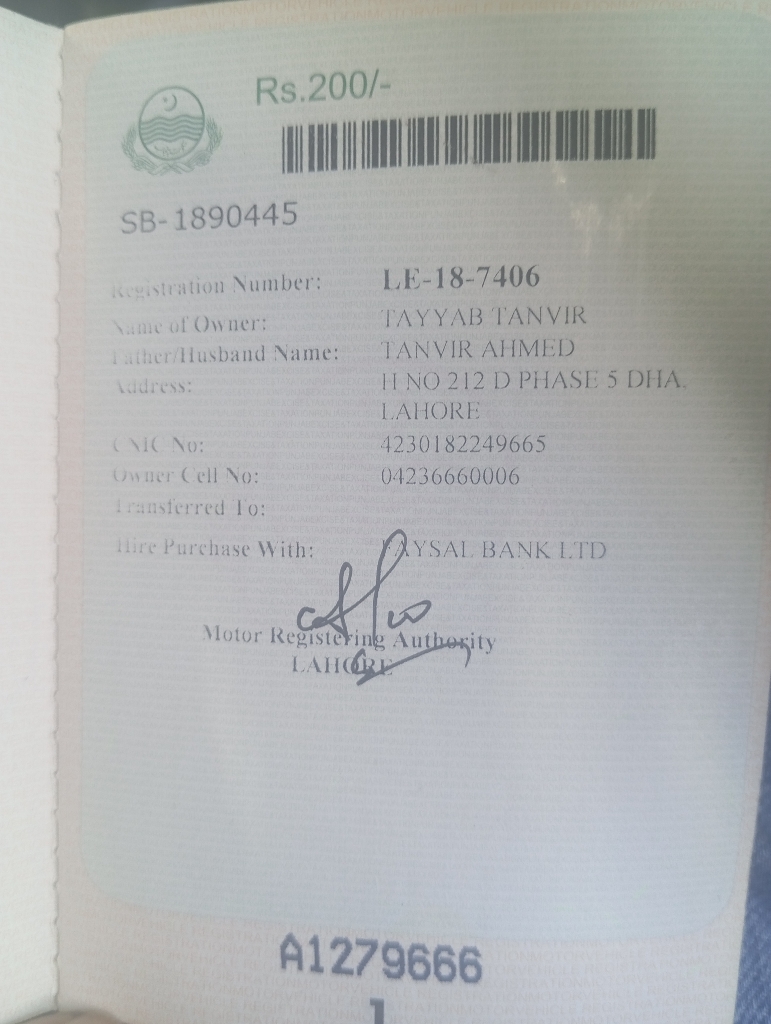 Rs.200/-
SB-1890445
Registration Number: LE-18-7406
Name of Owner: TAYYAB TANVIR
Father/Husband Name: TANVIR AHMED
Address: H NO 212 D PHASE 5 DHA.
LAHORE
CNIC No: 4230182249665
Owner Cell No: 04236660006
Transferred To:
Hire Purchase With: FAYSAL BANK LTD
Motor Registering Authority
LAHORE
A1279666
1